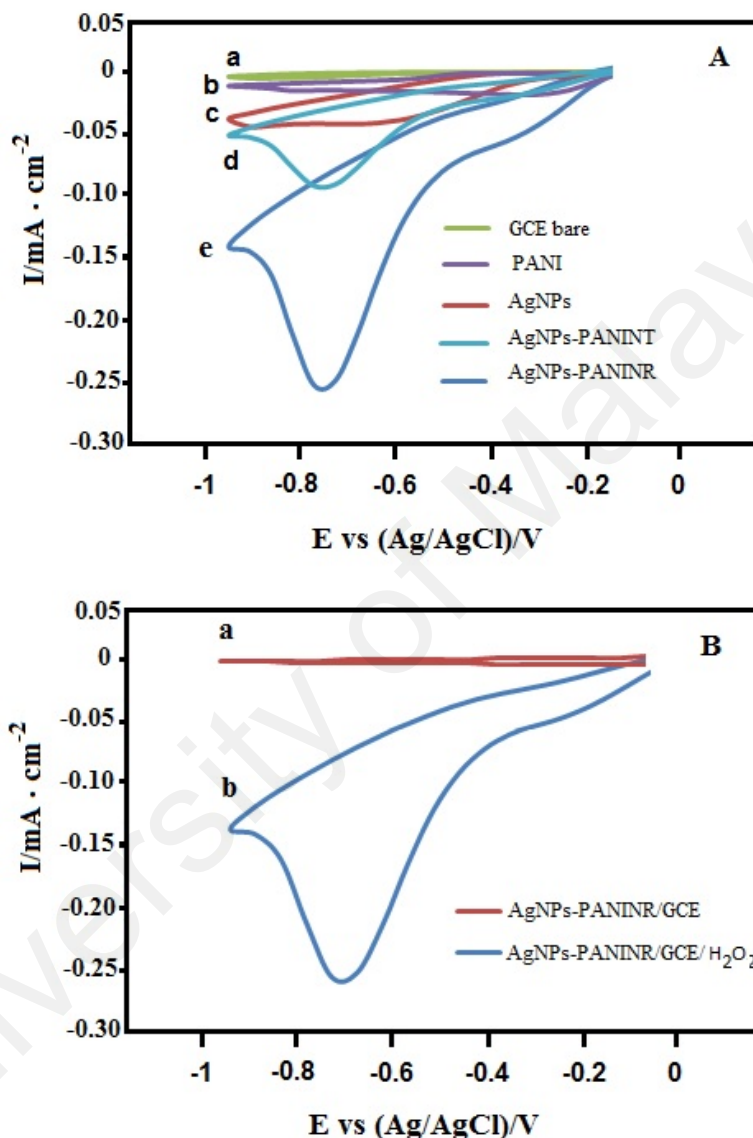 0.05
A
a
0
b
c
-0.05
d
-0.10
e
-0.15
-0.20
-0.25
-0.30
I/mA · cm⁻²
GCE bare
PANI
AgNPs
AgNPs-PANINT
AgNPs-PANINR
-1 -0.8 -0.6 -0.4 -0.2 0
E vs (Ag/AgCl)/V
0.05
a
B
0
-0.05
b
-0.10
-0.15
-0.20
-0.25
-0.30
I/mA · cm⁻²
AgNPs-PANINR/GCE
AgNPs-PANINR/GCE/H₂O₂
-1 -0.8 -0.6 -0.4 -0.2 0
E vs (Ag/AgCl)/V
versity of Malay